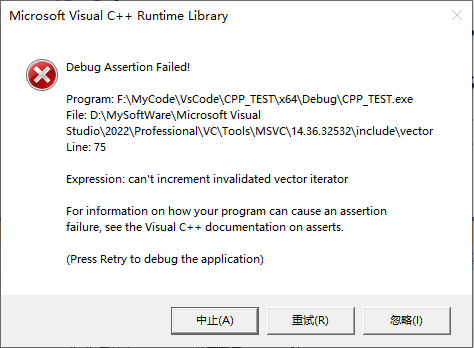 Microsoft Visual C++ Runtime Library
Debug Assertion Failed!
Program: F:\MyCode\VsCode\CPP_TEST\x64\Debug\CPP_TEST.exe
File: D:\MySoftWare\Microsoft Visual
Studio\2022\Professional\VC\Tools\MSVC\14.36.32532\include\vector
Line: 75
Expression: can't increment invalidated vector iterator
For information on how your program can cause an assertion
failure, see the Visual C++ documentation on asserts.
(Press Retry to debug the application)
中止(A) 重试(R) 忽略(I)